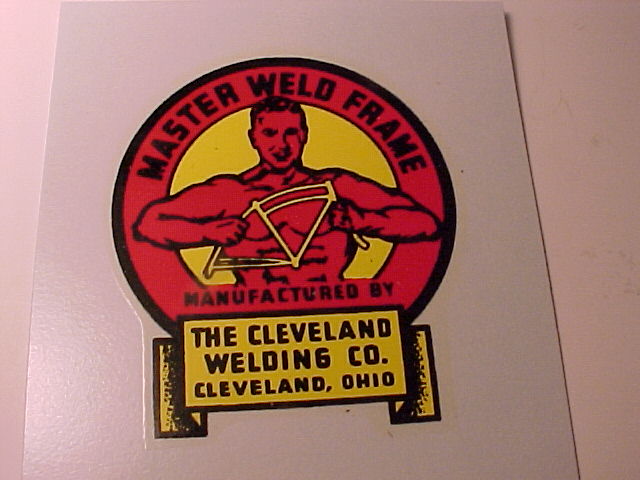 MASTER WELD FRAME
MANUFACTURED BY
THE CLEVELAND
WELDING CO.
CLEVELAND, OHIO